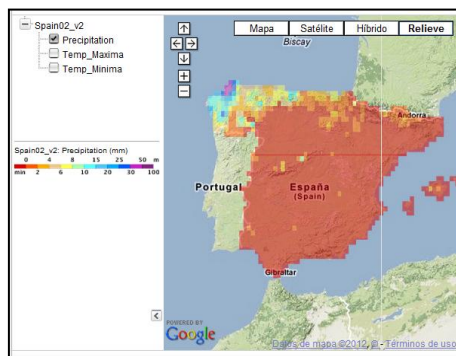 Spain02_v2
Precipitation
Temp_Maxima
Temp_Minima
Spain02_v2: Precipitation (mm)
0 4 8 15 25 50 m
min 2 6 10 20 30 100
Mapa Satélite Híbrido Relieve
Biscay
Andorra
Portugal
España
(Spain)
Gibraltar
POWERED BY
Google
Datos de mapa ©2012, - Términos de uso